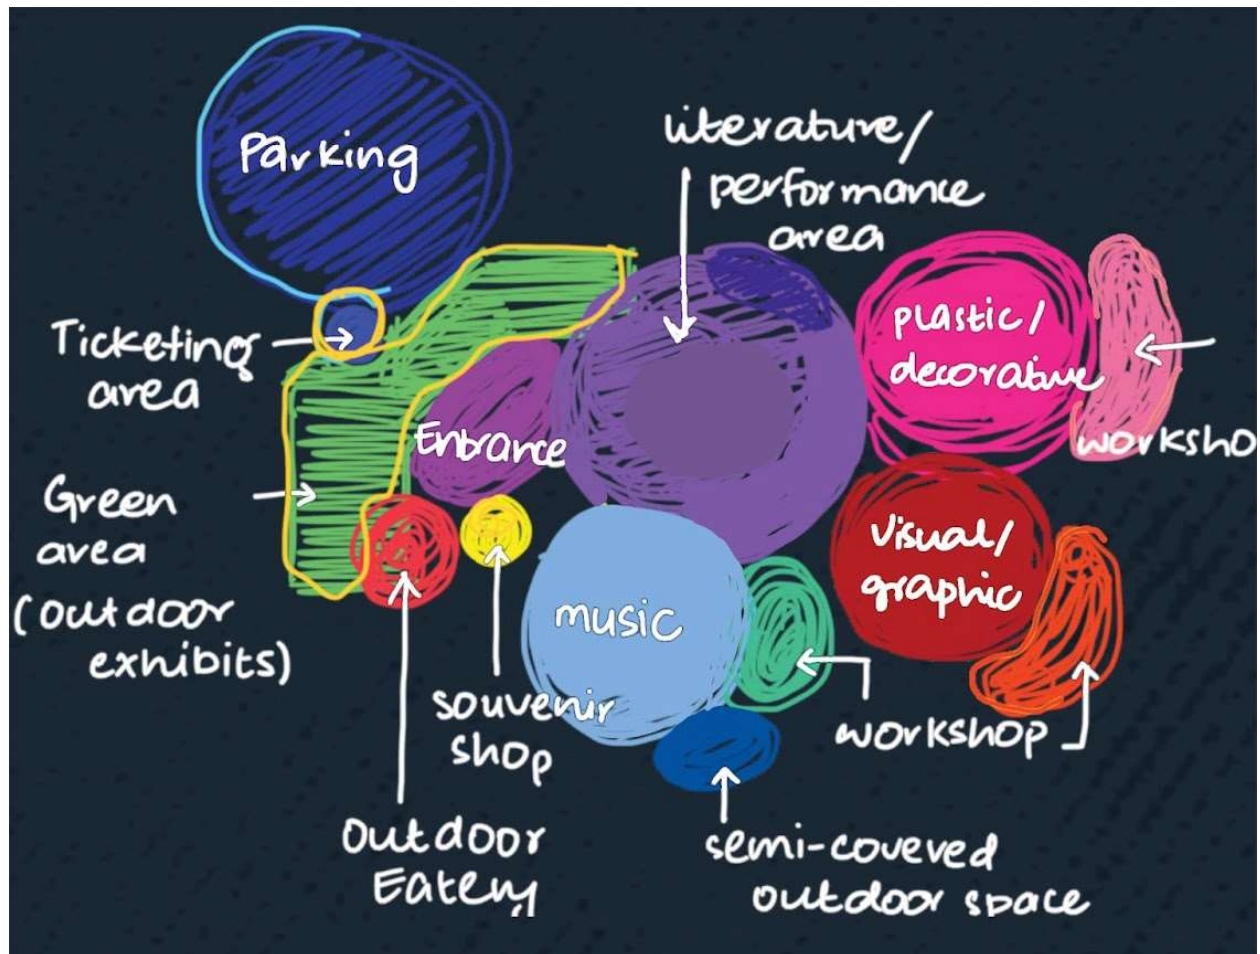 Parking
literature/
performance
area
Ticketing
area
plastic/
decorative
worksho
Entrance
Green
area
(outdoor
exhibits)
visual/
graphic
music
souvenir
shop
workshop
outdoor
Eatery
semi-covered
outdoor space